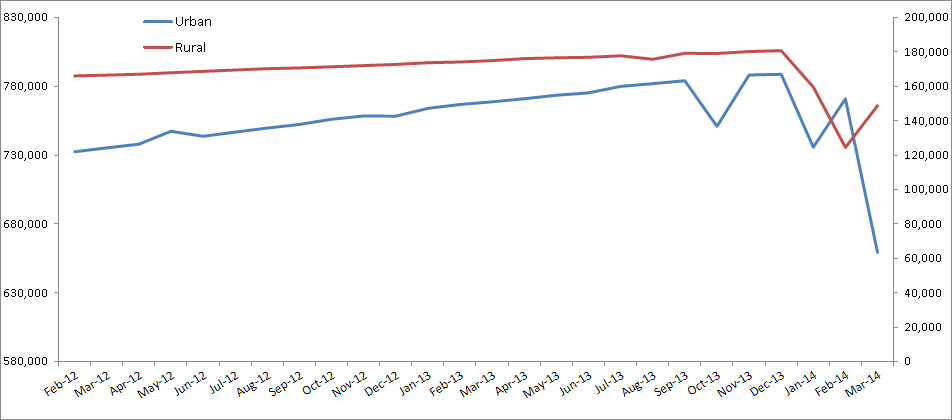 Urban
Rural
830,000
780,000
730,000
680,000
630,000
580,000
200,000
180,000
160,000
140,000
120,000
100,000
80,000
60,000
40,000
20,000
0
Feb-12
Mar-12
Apr-12
May-12
Jun-12
Jul-12
Aug-12
Sep-12
Oct-12
Nov-12
Dec-12
Jan-13
Feb-13
Mar-13
Apr-13
May-13
Jun-13
Jul-13
Aug-13
Sep-13
Oct-13
Nov-13
Dec-13
Jan-14
Feb-14
Mar-14